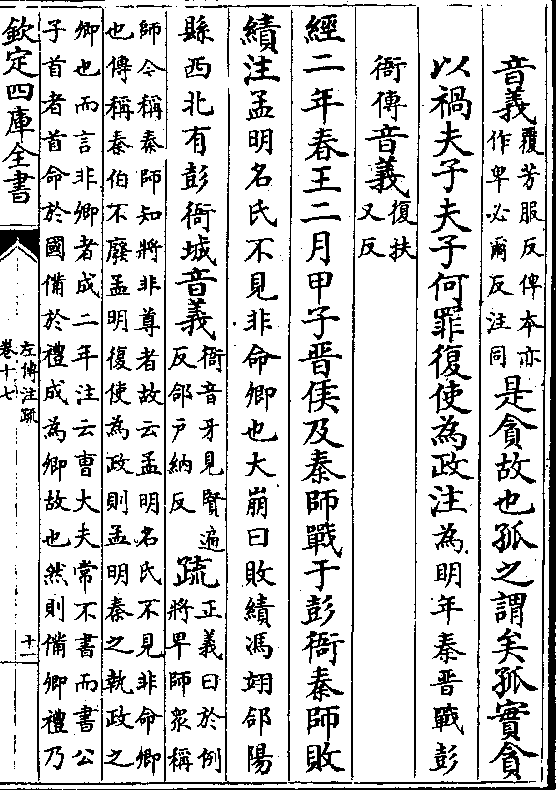 音義覆芳服反俾本亦
作卑必爾反注同是貪故也孤之謂矣孤實貪
以禍夫子夫子何罪復使為政注為明年秦晉戰彭
衙傳音義復扶
又反
經二年春王二月甲子晉侯及秦師戰于彭衙秦師敗
績注孟明名氏不見非命卿也大崩曰敗績馮翊郃陽
縣西北有彭衙城音義衙音牙見賢遍
反郃戶納反疏正義曰於例
將卑師衆稱
師今稱秦師知將非尊者故云孟明名氏不見非命卿
也傳稱秦伯不廢孟明復使為政則孟明秦之執政之
卿也而言非卿者成二年注云曹大夫常不書而書公
子首者首命於國備於禮成為卿故也然則備卿禮乃
欽定四庫全書
左傳注疏
卷十七
十一